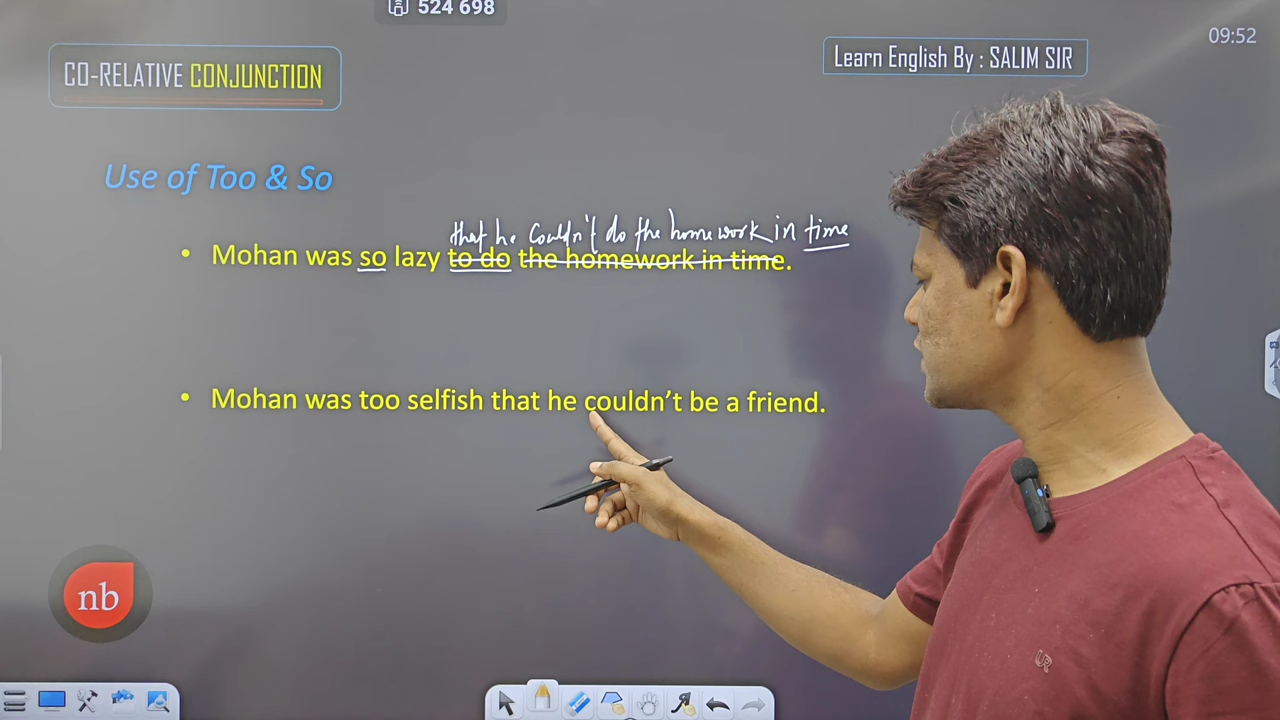 524 698
09:52
CO-RELATIVE CONJUNCTION
Learn English By : SALIM SIR
Use of Too & So
that he couldn't do the home work in time
• Mohan was so lazy to do the homework in time.
• Mohan was too selfish that he couldn't be a friend.
nb